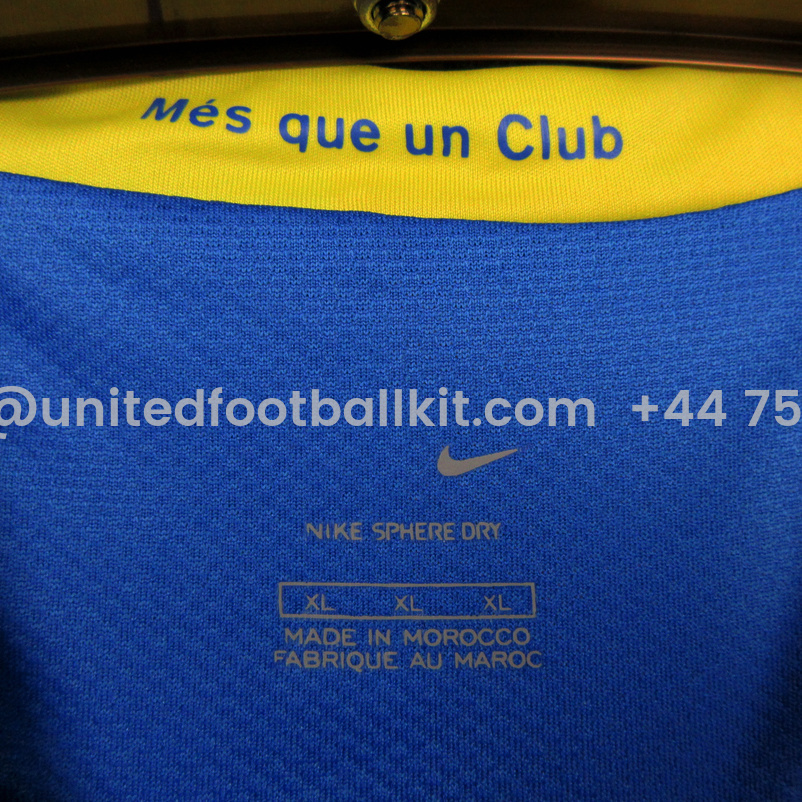 Més que un Club
@unitedfootballkit.com +44 75
NIKE SPHERE DRY
XL XL XL
MADE IN MOROCCO
FABRIQUE AU MAROC